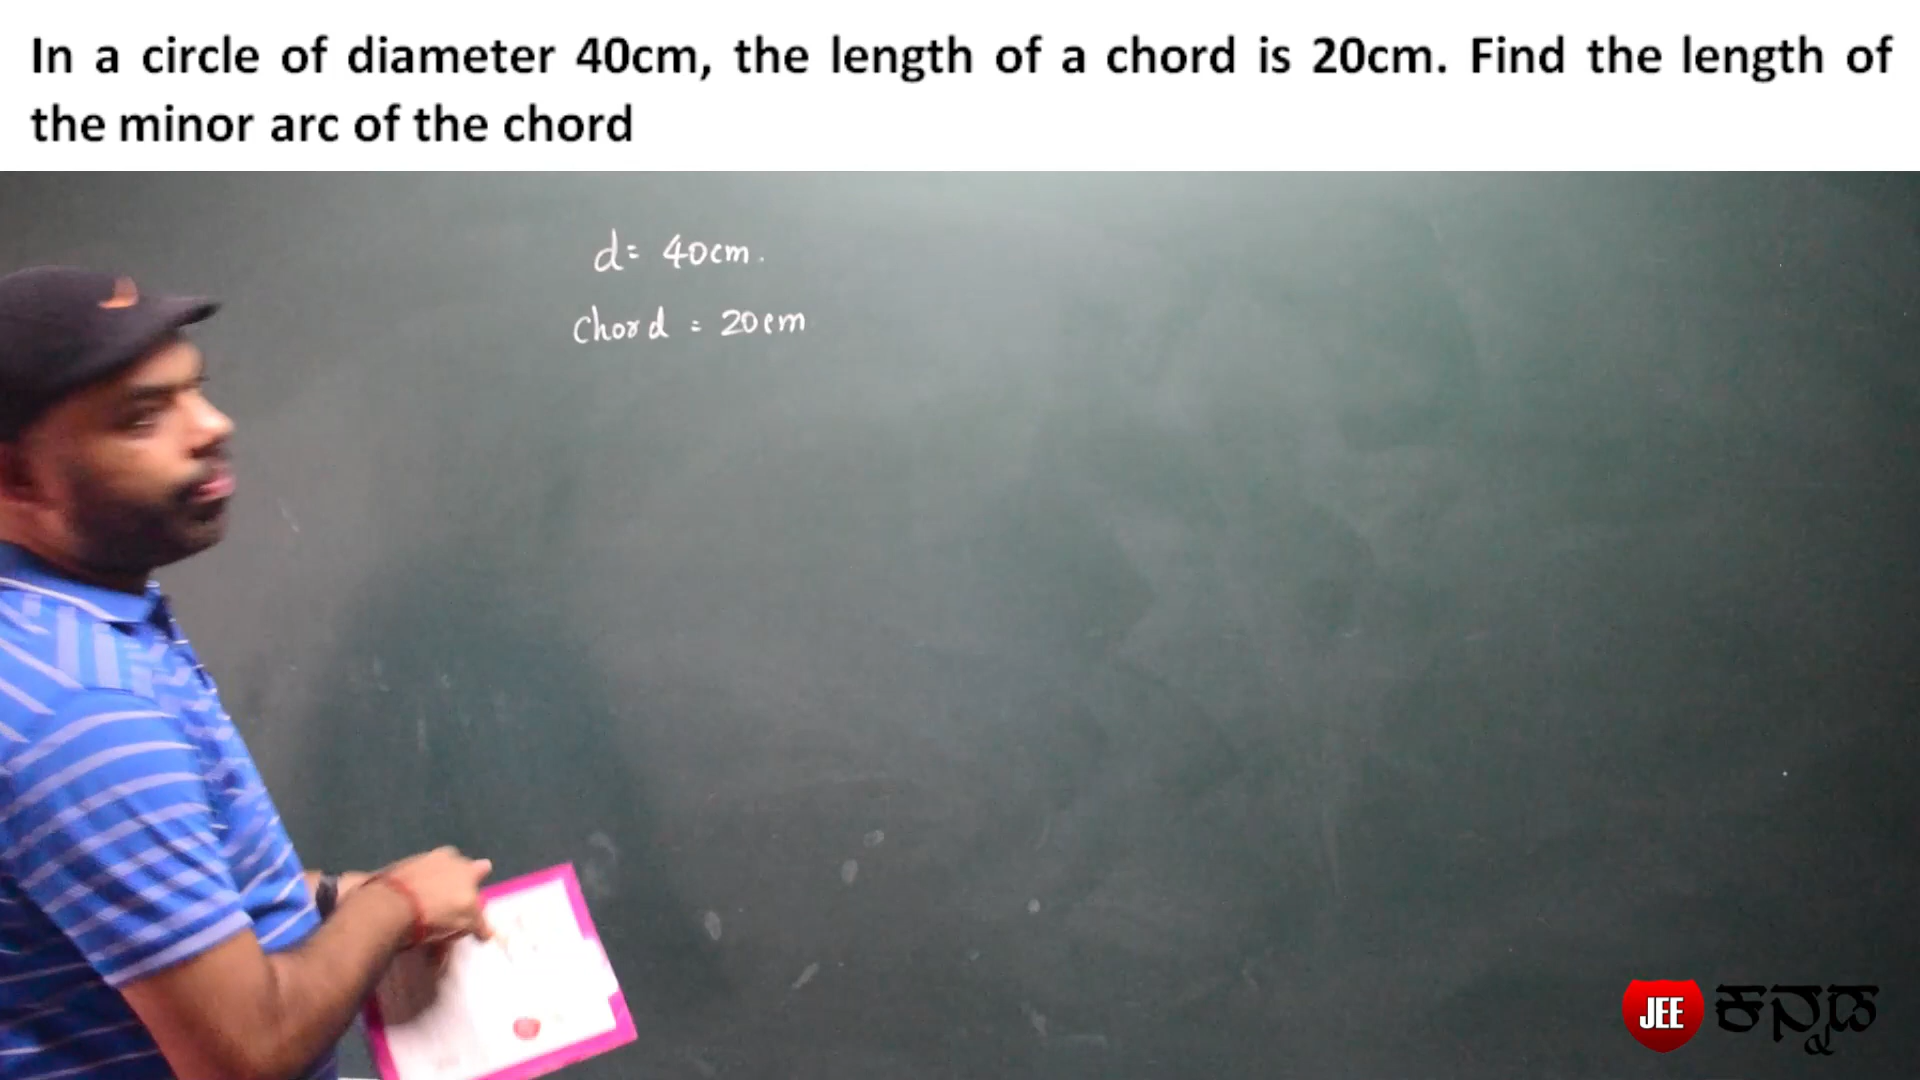 In a circle of diameter 40cm, the length of a chord is 20cm. Find the length of
the minor arc of the chord
d= 40cm.
Chord = 20cm
JEE ಕನ್ನಡ